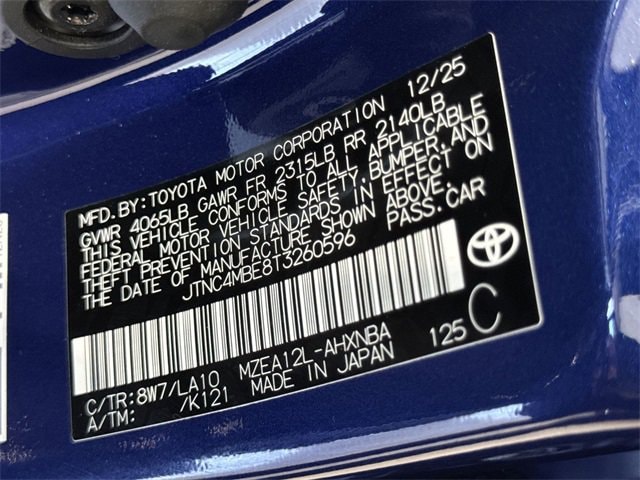 MFD.BY:TOYOTA MOTOR CORPORATION 12/25
GVWR 4065LB GAWR FR 2315LB RR 2140LB
THIS VEHICLE CONFORMS TO ALL APPLICABLE
FEDERAL MOTOR VEHICLE SAFETY,BUMPER,AND
THEFT PREVENTION STANDARDS IN EFFECT ON
THE DATE OF MANUFACTURE SHOWN ABOVE.
JTNC4MBE8T3260596 PASS.CAR
C/TR:8W7/LA10 MZEA12L-AHXNBA 125 C
A/TM: /K121 MADE IN JAPAN